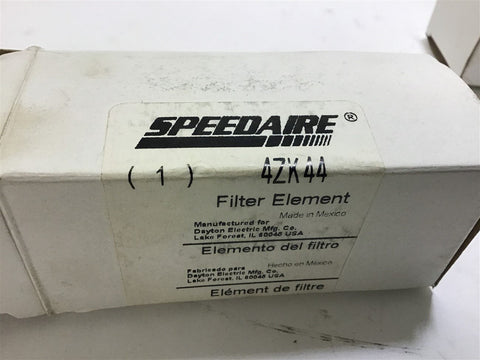 SPEEDAIRE®
( 1 ) 4ZK44
Filter Element
Made in Mexico
Manufactured for
Dayton Electric Mfg. Co.
Lake Forest, IL 60045 USA
Elemento del filtro
Hecho en México
Fabricado para
Dayton Electric Mfg. Co.
Lake Forest, IL 60045 USA
Elément de filtre